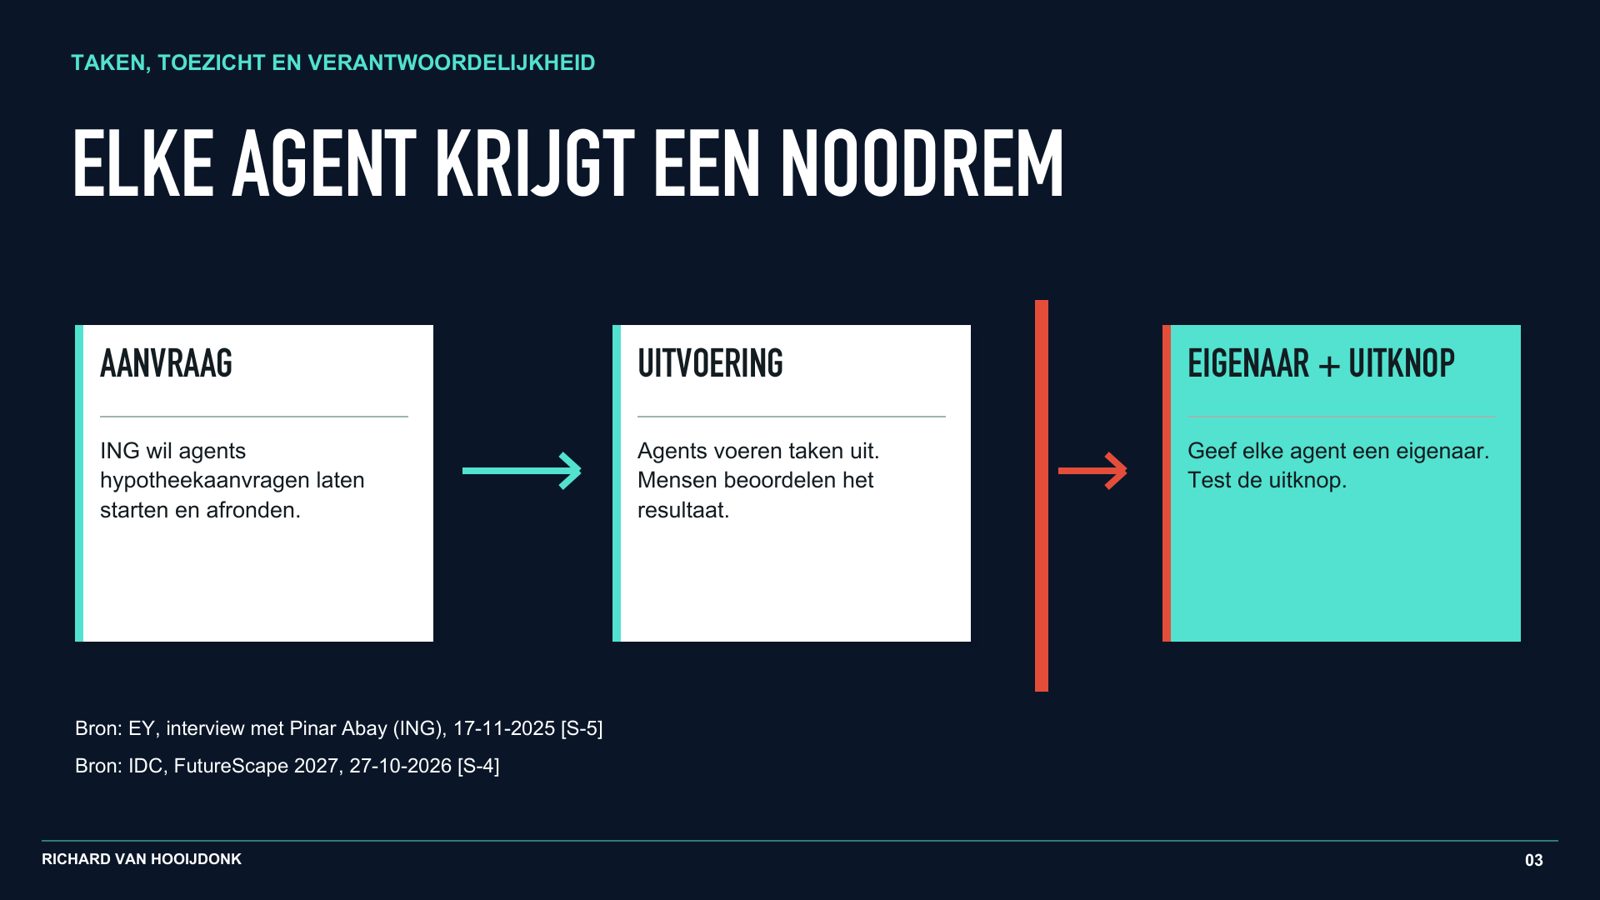 TAKEN, TOEZICHT EN VERANTWOORDELIJKHEID
ELKE AGENT KRIJGT EEN NOODREM
AANVRAAG
ING wil agents
hypotheekaanvragen laten
starten en afronden.
UITVOERING
Agents voeren taken uit.
Mensen beoordelen het
resultaat.
EIGENAAR + UITKNOP
Geef elke agent een eigenaar.
Test de uitknop.
Bron: EY, interview met Pinar Abay (ING), 17-11-2025 [S-5]
Bron: IDC, FutureScape 2027, 27-10-2026 [S-4]
RICHARD VAN HOOIJDONK
03